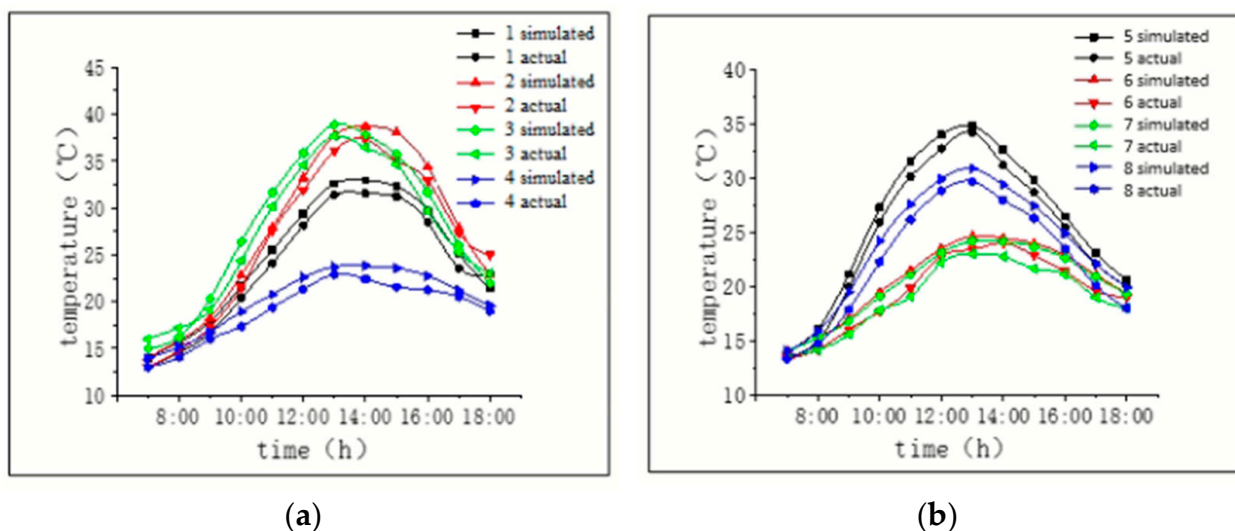 1 simulated
1 actual
2 simulated
2 actual
3 simulated
3 actual
4 simulated
4 actual
45
40
35
30
25
20
15
10
temperature (℃)
8:00 10:00 12:00 14:00 16:00 18:00
time (h)
(a)
5 simulated
5 actual
6 simulated
6 actual
7 simulated
7 actual
8 simulated
8 actual
40
35
30
25
20
15
10
temperature (℃)
8:00 10:00 12:00 14:00 16:00 18:00
time (h)
(b)